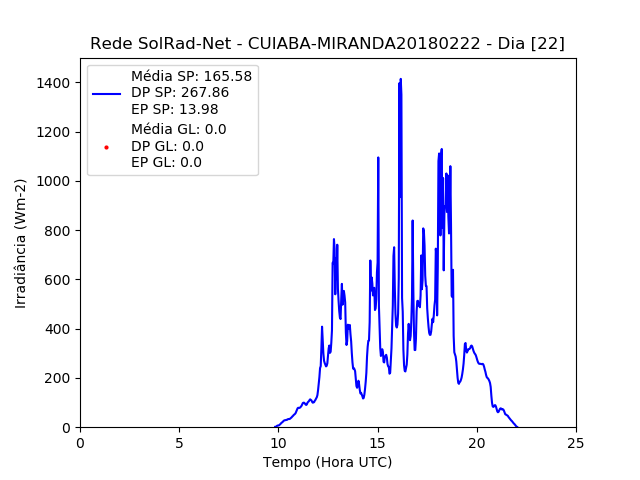 Rede SolRad-Net - CUIABA-MIRANDA20180222 - Dia [22]
Média SP: 165.58
DP SP: 267.86
EP SP: 13.98
Média GL: 0.0
DP GL: 0.0
EP GL: 0.0
1400
1200
1000
800
600
400
200
0
Irradiância (Wm-2)
0 5 10 15 20 25
Tempo (Hora UTC)